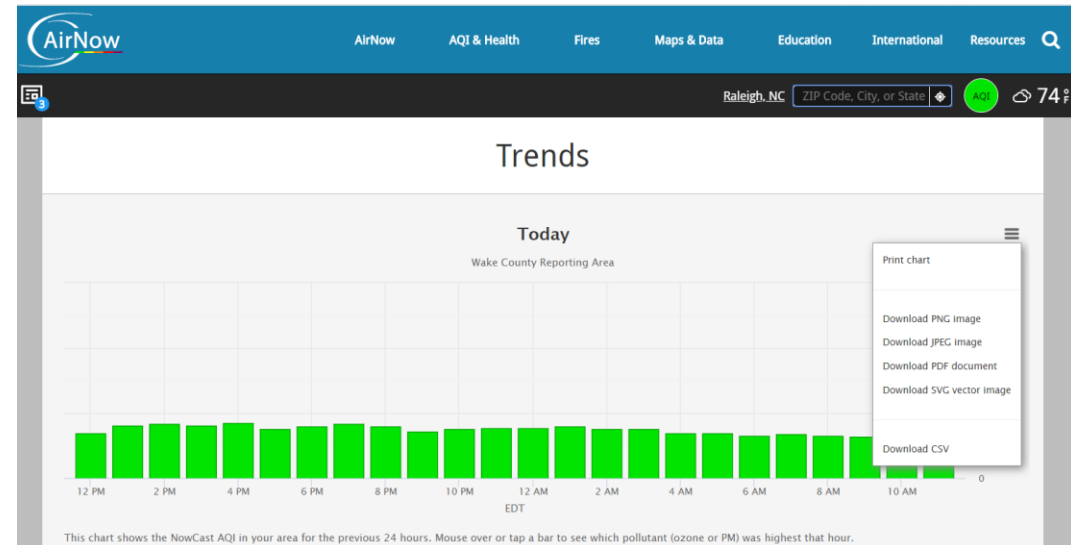 AirNow
AirNow AQI & Health Fires Maps & Data Education International Resources
3
Raleigh, NC ZIP Code, City, or State AQI 74 °F
Trends
Today
Wake County Reporting Area
Print chart
Download PNG image
Download JPEG image
Download PDF document
Download SVG vector image
Download CSV
0
12 PM 2 PM 4 PM 6 PM 8 PM 10 PM 12 AM 2 AM 4 AM 6 AM 8 AM 10 AM
EDT
This chart shows the NowCast AQI in your area for the previous 24 hours. Mouse over or tap a bar to see which pollutant (ozone or PM) was highest that hour.